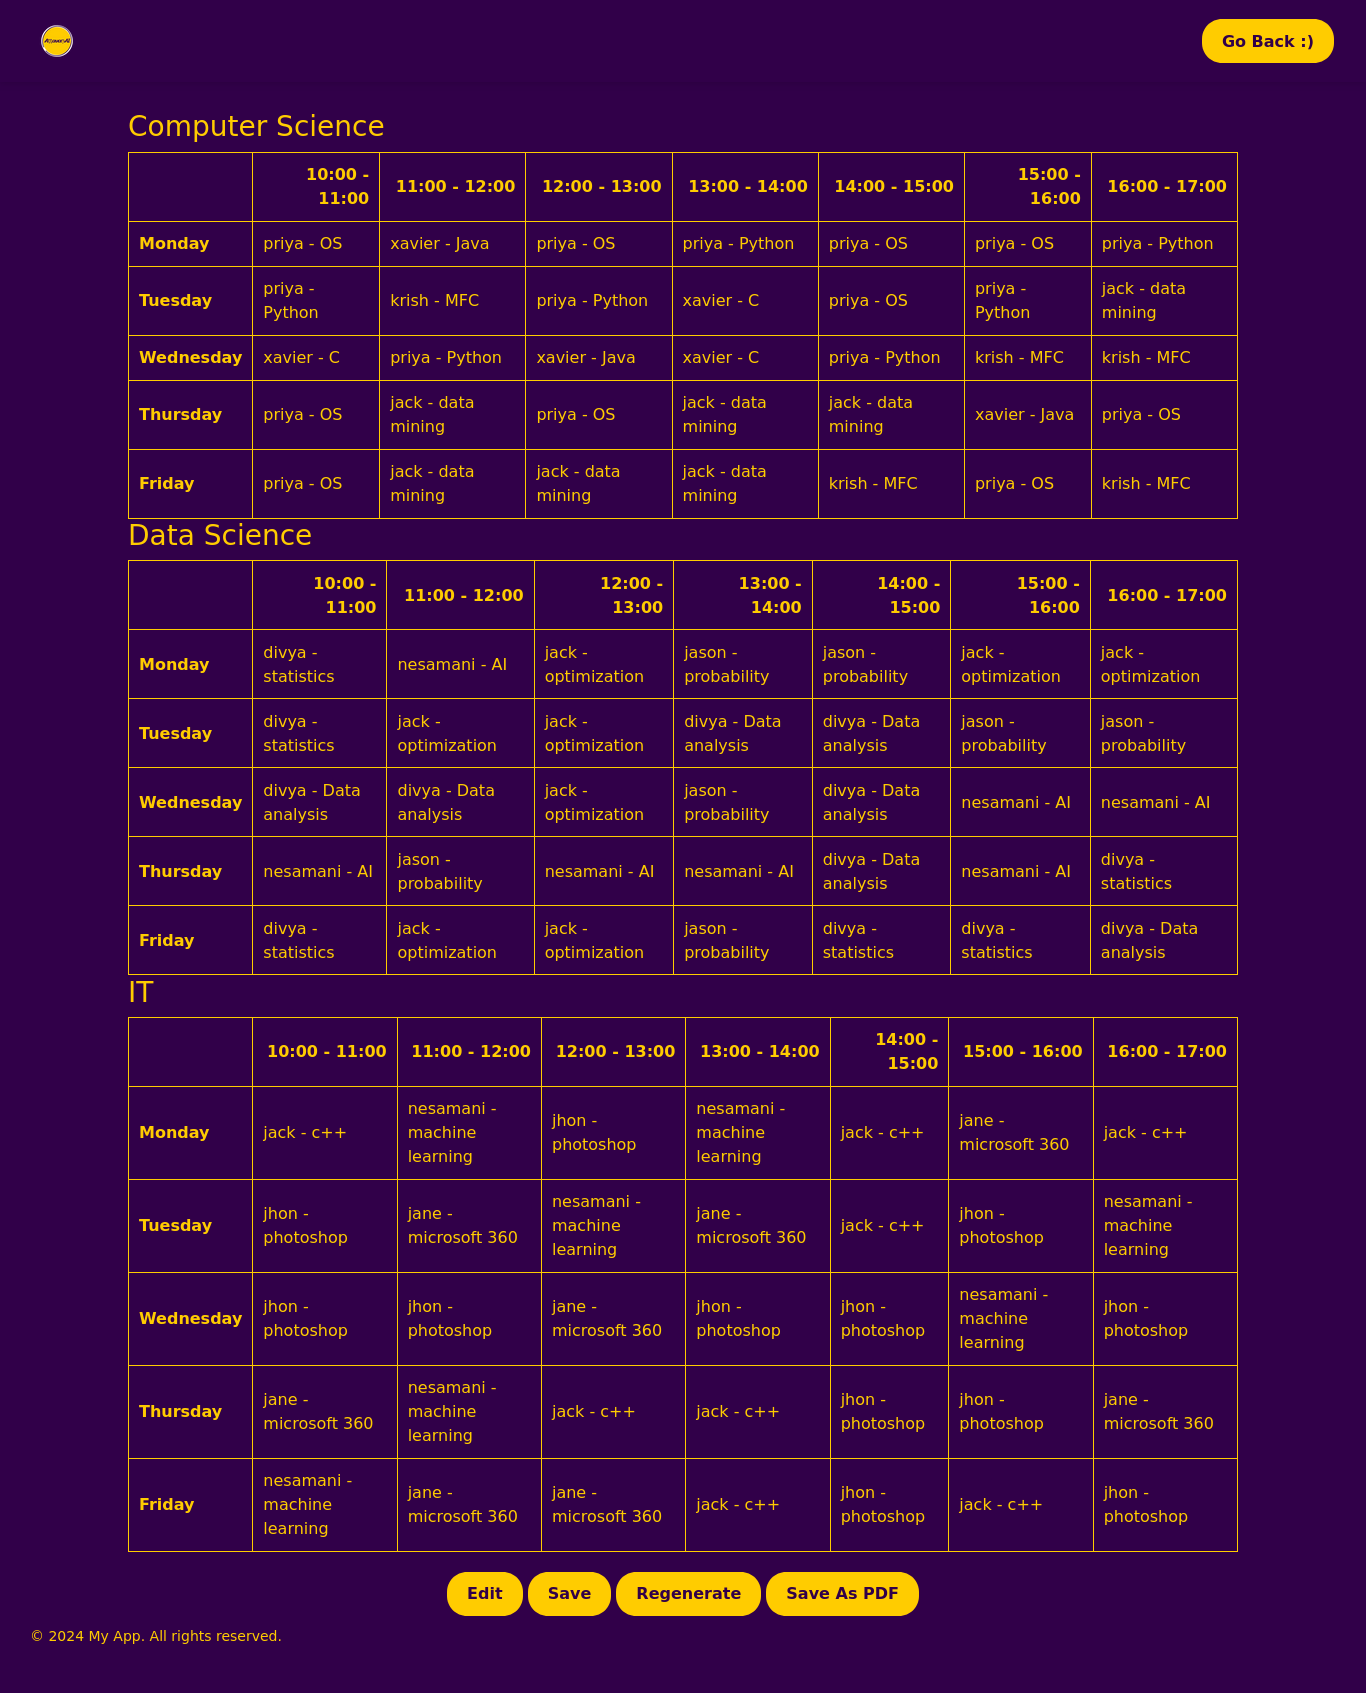 Go Back :)
Computer Science
10:00 - 11:00 11:00 - 12:00 12:00 - 13:00 13:00 - 14:00 14:00 - 15:00 15:00 - 16:00 16:00 - 17:00
Monday priya - OS xavier - Java priya - OS priya - Python priya - OS priya - OS priya - Python
Tuesday priya - Python krish - MFC priya - Python xavier - C priya - OS priya - Python jack - data mining
Wednesday xavier - C priya - Python xavier - Java xavier - C priya - Python krish - MFC krish - MFC
Thursday priya - OS jack - data mining priya - OS jack - data mining jack - data mining xavier - Java priya - OS
Friday priya - OS jack - data mining jack - data mining jack - data mining krish - MFC priya - OS krish - MFC
Data Science
10:00 - 11:00 11:00 - 12:00 12:00 - 13:00 13:00 - 14:00 14:00 - 15:00 15:00 - 16:00 16:00 - 17:00
Monday divya - statistics nesamani - AI jack - optimization jason - probability jason - probability jack - optimization jack - optimization
Tuesday divya - statistics jack - optimization jack - optimization divya - Data analysis divya - Data analysis jason - probability jason - probability
Wednesday divya - Data analysis divya - Data analysis jack - optimization jason - probability divya - Data analysis nesamani - AI nesamani - AI
Thursday nesamani - AI jason - probability nesamani - AI nesamani - AI divya - Data analysis nesamani - AI divya - statistics
Friday divya - statistics jack - optimization jack - optimization jason - probability divya - statistics divya - statistics divya - Data analysis
IT
10:00 - 11:00 11:00 - 12:00 12:00 - 13:00 13:00 - 14:00 14:00 - 15:00 15:00 - 16:00 16:00 - 17:00
Monday jack - c++ nesamani - machine learning jhon - photoshop nesamani - machine learning jack - c++ jane - microsoft 360 jack - c++
Tuesday jhon - photoshop jane - microsoft 360 nesamani - machine learning jane - microsoft 360 jack - c++ jhon - photoshop nesamani - machine learning
Wednesday jhon - photoshop jhon - photoshop jane - microsoft 360 jhon - photoshop jhon - photoshop nesamani - machine learning jhon - photoshop
Thursday jane - microsoft 360 nesamani - machine learning jack - c++ jack - c++ jhon - photoshop jhon - photoshop jane - microsoft 360
Friday nesamani - machine learning jane - microsoft 360 jane - microsoft 360 jack - c++ jhon - photoshop jack - c++ jhon - photoshop
Edit Save Regenerate Save As PDF
© 2024 My App. All rights reserved.